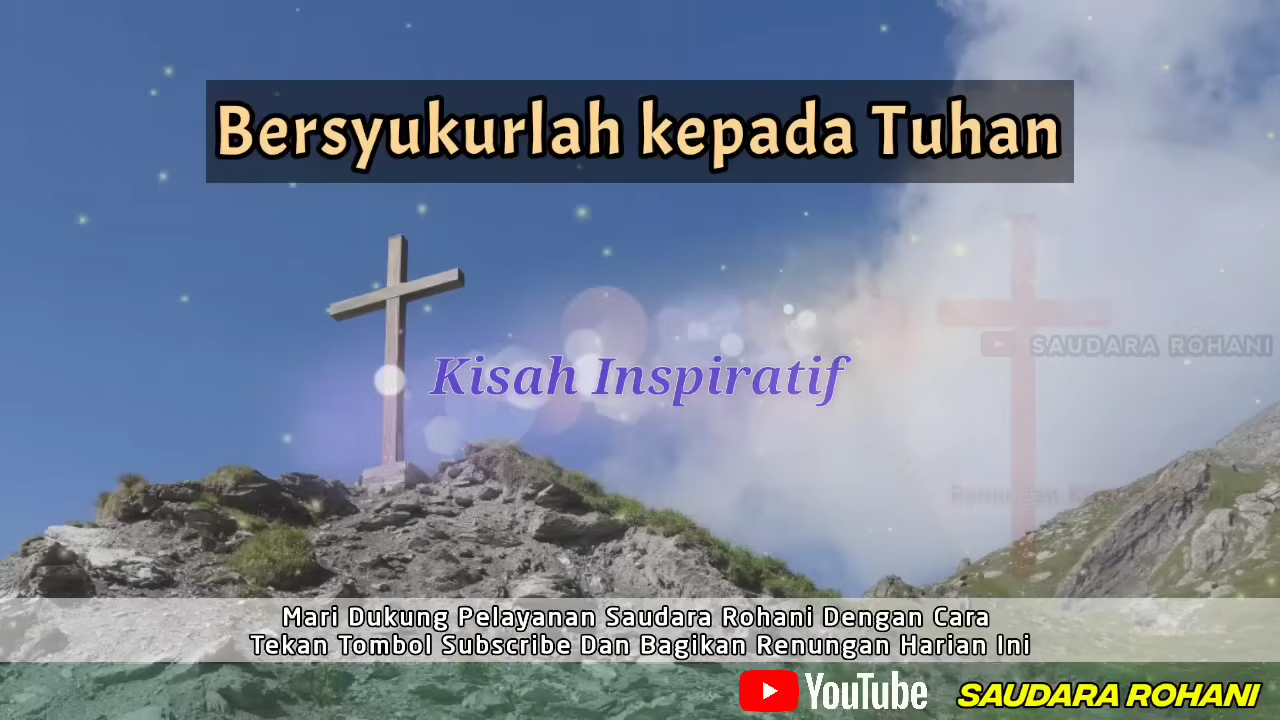 Bersyukurlah kepada Tuhan
SAUDARA ROHANI
Kisah Inspiratif
Mari Dukung Pelayanan Saudara Rohani Dengan Cara
Tekan Tombol Subscribe Dan Bagikan Renungan Harian Ini
YouTube SAUDARA ROHANI